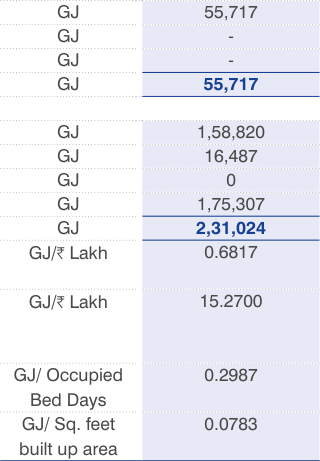 GJ 55,717
GJ -
GJ -
GJ 55,717
GJ 1,58,820
GJ 16,487
GJ 0
GJ 1,75,307
GJ 2,31,024
GJ/₹ Lakh 0.6817
GJ/₹ Lakh 15.2700
GJ/ Occupied 0.2987
Bed Days
GJ/ Sq. feet 0.0783
built up area